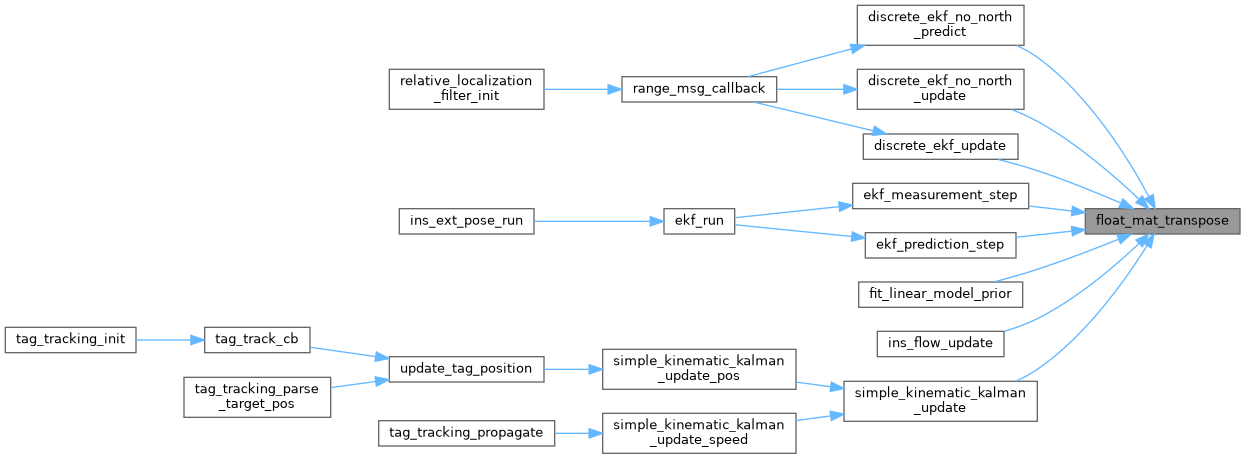 discrete_ekf_no_north
_predict
relative_localization
_filter_init
range_msg_callback
discrete_ekf_no_north
_update
discrete_ekf_update
ekf_measurement_step
ins_ext_pose_run
ekf_run
float_mat_transpose
ekf_prediction_step
fit_linear_model_prior
tag_tracking_init
tag_track_cb
ins_flow_update
update_tag_position
simple_kinematic_kalman
_update_pos
tag_tracking_parse
_target_pos
simple_kinematic_kalman
_update
tag_tracking_propagate
simple_kinematic_kalman
_update_speed